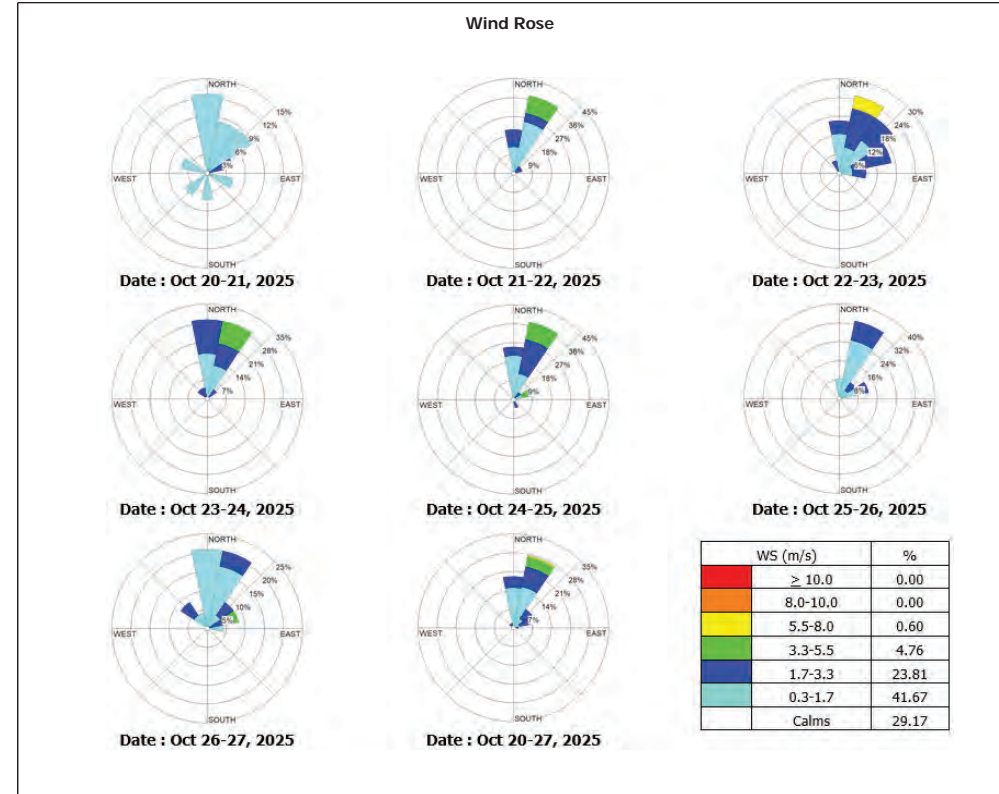 Wind Rose
NORTH
15%
12%
9%
6%
3%
WEST
EAST
SOUTH
Date : Oct 20-21, 2025
NORTH
45%
36%
27%
18%
9%
WEST
EAST
SOUTH
Date : Oct 21-22, 2025
NORTH
30%
24%
18%
12%
6%
WEST
EAST
SOUTH
Date : Oct 22-23, 2025
NORTH
35%
28%
21%
14%
7%
WEST
EAST
SOUTH
Date : Oct 23-24, 2025
NORTH
45%
36%
27%
18%
9%
WEST
EAST
SOUTH
Date : Oct 24-25, 2025
NORTH
40%
32%
24%
16%
8%
WEST
EAST
SOUTH
Date : Oct 25-26, 2025
NORTH
25%
20%
15%
10%
5%
WEST
EAST
SOUTH
Date : Oct 26-27, 2025
NORTH
35%
28%
21%
14%
7%
WEST
EAST
SOUTH
Date : Oct 20-27, 2025
WS (m/s) %
≥ 10.0 0.00
8.0-10.0 0.00
5.5-8.0 0.60
3.3-5.5 4.76
1.7-3.3 23.81
0.3-1.7 41.67
Calms 29.17